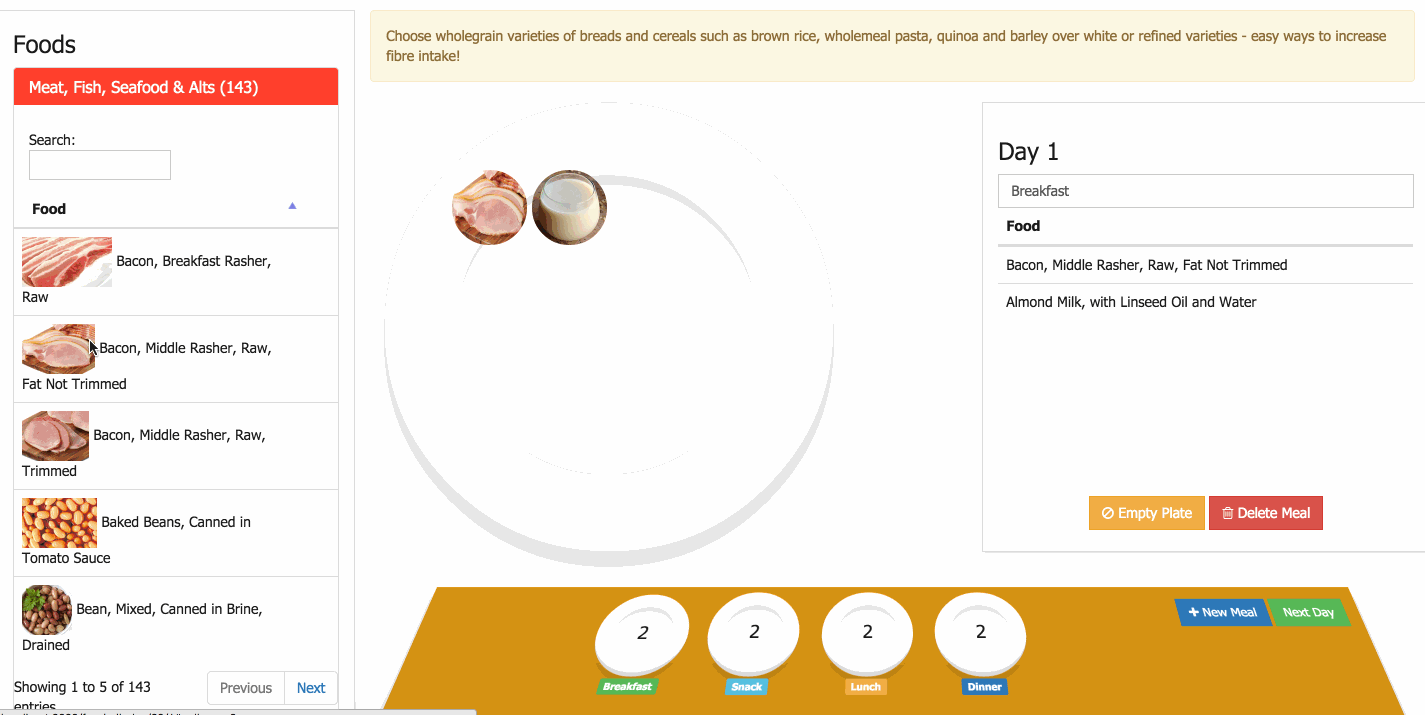 Foods
Meat, Fish, Seafood & Alts (143)
Search:
Food
Bacon, Breakfast Rasher,
Raw
Bacon, Middle Rasher, Raw,
Fat Not Trimmed
Bacon, Middle Rasher, Raw,
Trimmed
Baked Beans, Canned in
Tomato Sauce
Bean, Mixed, Canned in Brine,
Drained
Showing 1 to 5 of 143
entries
Previous
Next
Choose wholegrain varieties of breads and cereals such as brown rice, wholemeal pasta, quinoa and barley over white or refined varieties - easy ways to increase
fibre intake!
Day 1
Breakfast
Food
Bacon, Middle Rasher, Raw, Fat Not Trimmed
Almond Milk, with Linseed Oil and Water
Empty Plate
Delete Meal
New Meal
Next Day
2
2
2
2
Breakfast
Snack
Lunch
Dinner